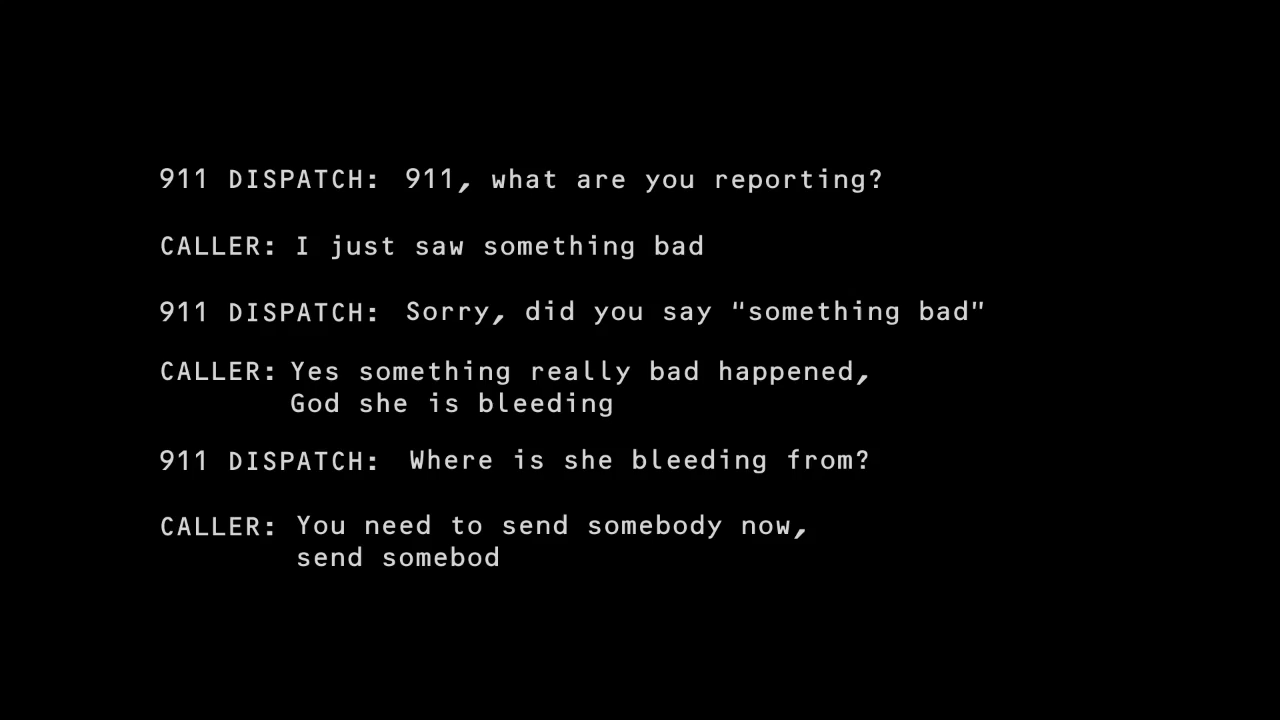 911 DISPATCH: 911, what are you reporting?
CALLER: I just saw something bad
911 DISPATCH: Sorry, did you say "something bad"
CALLER: Yes something really bad happened,
God she is bleeding
911 DISPATCH: Where is she bleeding from?
CALLER: You need to send somebody now,
send somebod